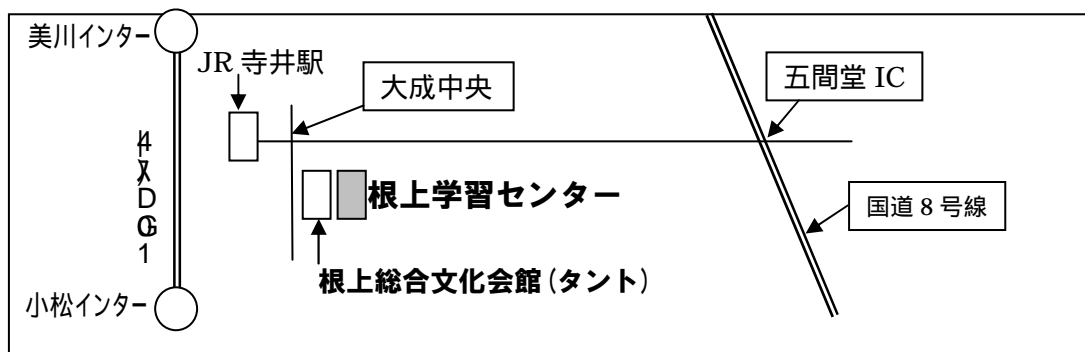 美川インター
JR 寺井駅
大成中央
五間堂 IC
根上学習センター
国道 8 号線
根上総合文化会館(タント)
小松インター